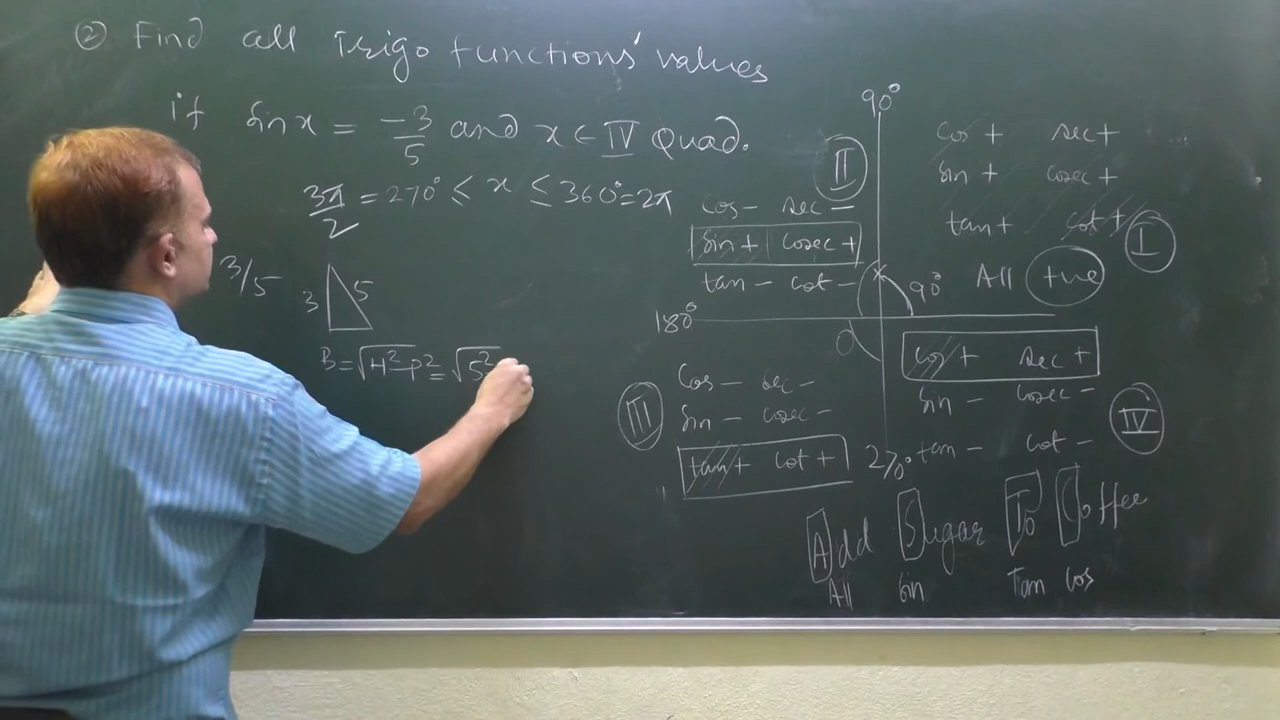 ② Find all Trigo functions' values
if sin x = -3/5 and x ∈ IV Quad.
3π/2 = 270° ≤ x ≤ 360° = 2π
3/5
3 5
B = √H²-P² = √5²
90°
II
cos - sec -
sin + cosec +
tan - cot -
cos + sec +
sin + cosec +
tan + cot +
I
90° All +ve
180°
cos + sec +
sin - cosec -
tan - cot -
IV
III
cos - sec -
sin - cosec -
tan + cot +
270°
Add Sugar To Coffee
All sin Tan Cos